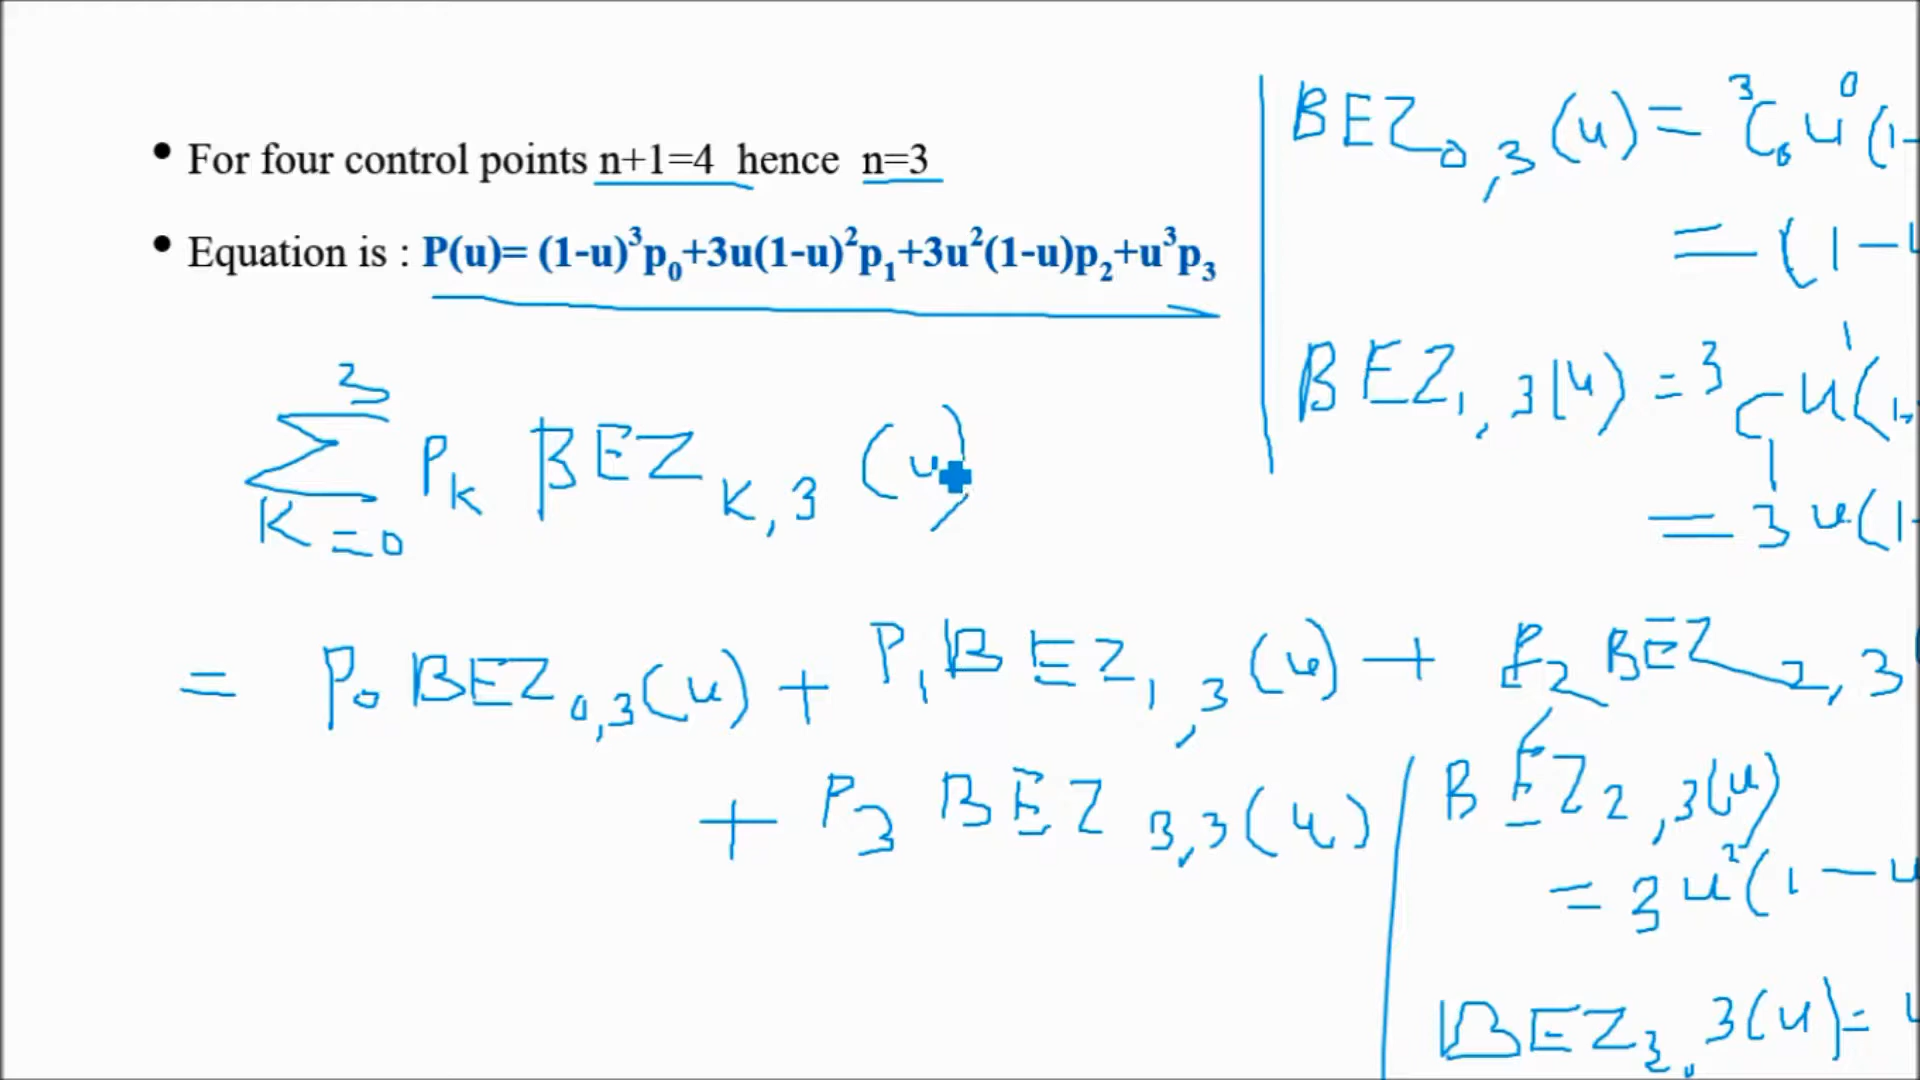 • For four control points n+1=4 hence n=3
• Equation is : P(u)= (1-u)³p₀+3u(1-u)²p₁+3u²(1-u)p₂+u³p₃
3
Σ P_K BEZ_K,3 (u)
K=0
= P₀ BEZ₀,₃(u) + P₁ BEZ₁,₃(u) + P₂ BEZ₂,₃(
+ P₃ BEZ₃,₃(u)
BEZ₀,₃(u) = ³C₀ u⁰ (1-
= (1-u
BEZ₁,₃(u) = ³C₁ u¹(1-
= 3u(1-
BEZ₂,₃(u)
= 3u²(1-u
BEZ₃,₃(u) = u